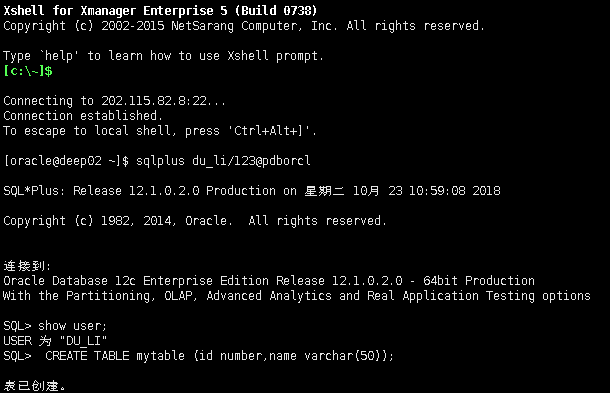 Xshell for Xmanager Enterprise 5 (Build 0738)
Copyright (c) 2002-2015 NetSarang Computer, Inc. All rights reserved.
Type `help' to learn how to use Xshell prompt.
[c:\~]$
Connecting to 202.115.82.8:22...
Connection established.
To escape to local shell, press 'Ctrl+Alt+]'.
[oracle@deep02 ~]$ sqlplus du_li/123@pdborcl
SQL*Plus: Release 12.1.0.2.0 Production on 星期二 10月 23 10:59:08 2018
Copyright (c) 1982, 2014, Oracle.  All rights reserved.
连接到:
Oracle Database 12c Enterprise Edition Release 12.1.0.2.0 - 64bit Production
With the Partitioning, OLAP, Advanced Analytics and Real Application Testing options
SQL> show user;
USER 为 "DU_LI"
SQL>  CREATE TABLE mytable (id number,name varchar(50));
表已创建。